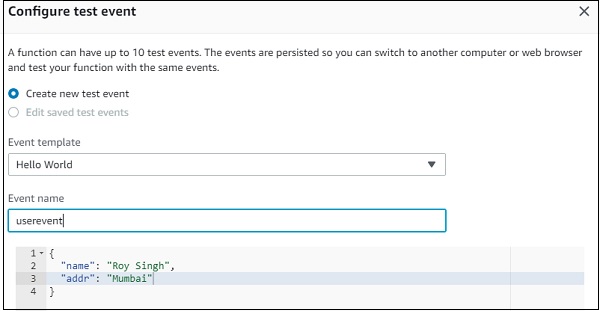 Configure test event
A function can have up to 10 test events. The events are persisted so you can switch to another computer or web browser
and test your function with the same events.
Create new test event
Edit saved test events
Event template
Hello World
Event name
userevent
1 {
2 "name": "Roy Singh",
3 "addr": "Mumbai"
4 }